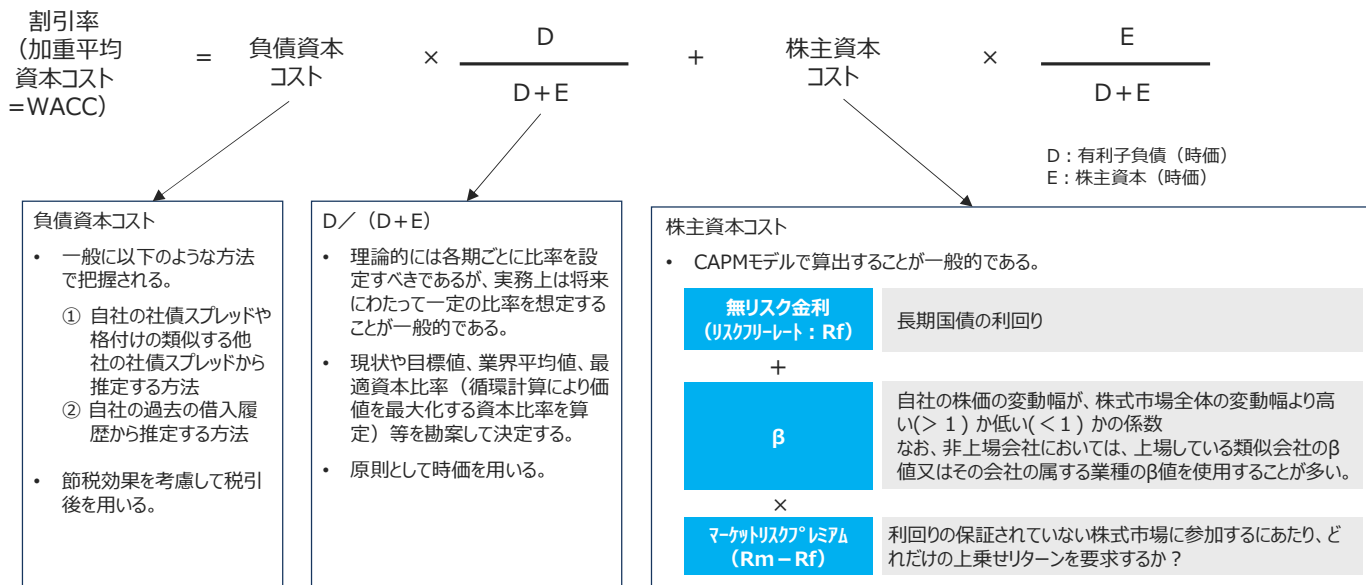 割引率
（加重平均
資本コスト
=WACC）
=
負債資本
コスト
×
D
D+E
+
株主資本
コスト
×
E
D+E
D：有利子負債（時価）
E：株主資本（時価）
負債資本コスト
• 一般に以下のような方法
で把握される。
① 自社の社債スプレッドや
格付けの類似する他
社の社債スプレッドから
推定する方法
② 自社の過去の借入履
歴から推定する方法
• 節税効果を考慮して税引
後を用いる。
D／（D+E）
• 理論的には各期ごとに比率を設
定すべきであるが、実務上は将来
にわたって一定の比率を想定する
ことが一般的である。
• 現状や目標値、業界平均値、最
適資本比率（循環計算により価
値を最大化する資本比率を算
定）等を勘案して決定する。
• 原則として時価を用いる。
株主資本コスト
• CAPMモデルで算出することが一般的である。
無リスク金利
（ﾘｽｸﾌﾘｰﾚｰﾄ：Rf）
長期国債の利回り
+
β
自社の株価の変動幅が、株式市場全体の変動幅より高
い(＞１) か低い(＜１) かの係数
なお、非上場会社においては、上場している類似会社のβ
値又はその会社の属する業種のβ値を使用することが多い。
×
ﾏｰｹｯﾄﾘｽｸﾌﾟﾚﾐｱﾑ
（Rm－Rf）
利回りの保証されていない株式市場に参加するにあたり、ど
れだけの上乗せリターンを要求するか？